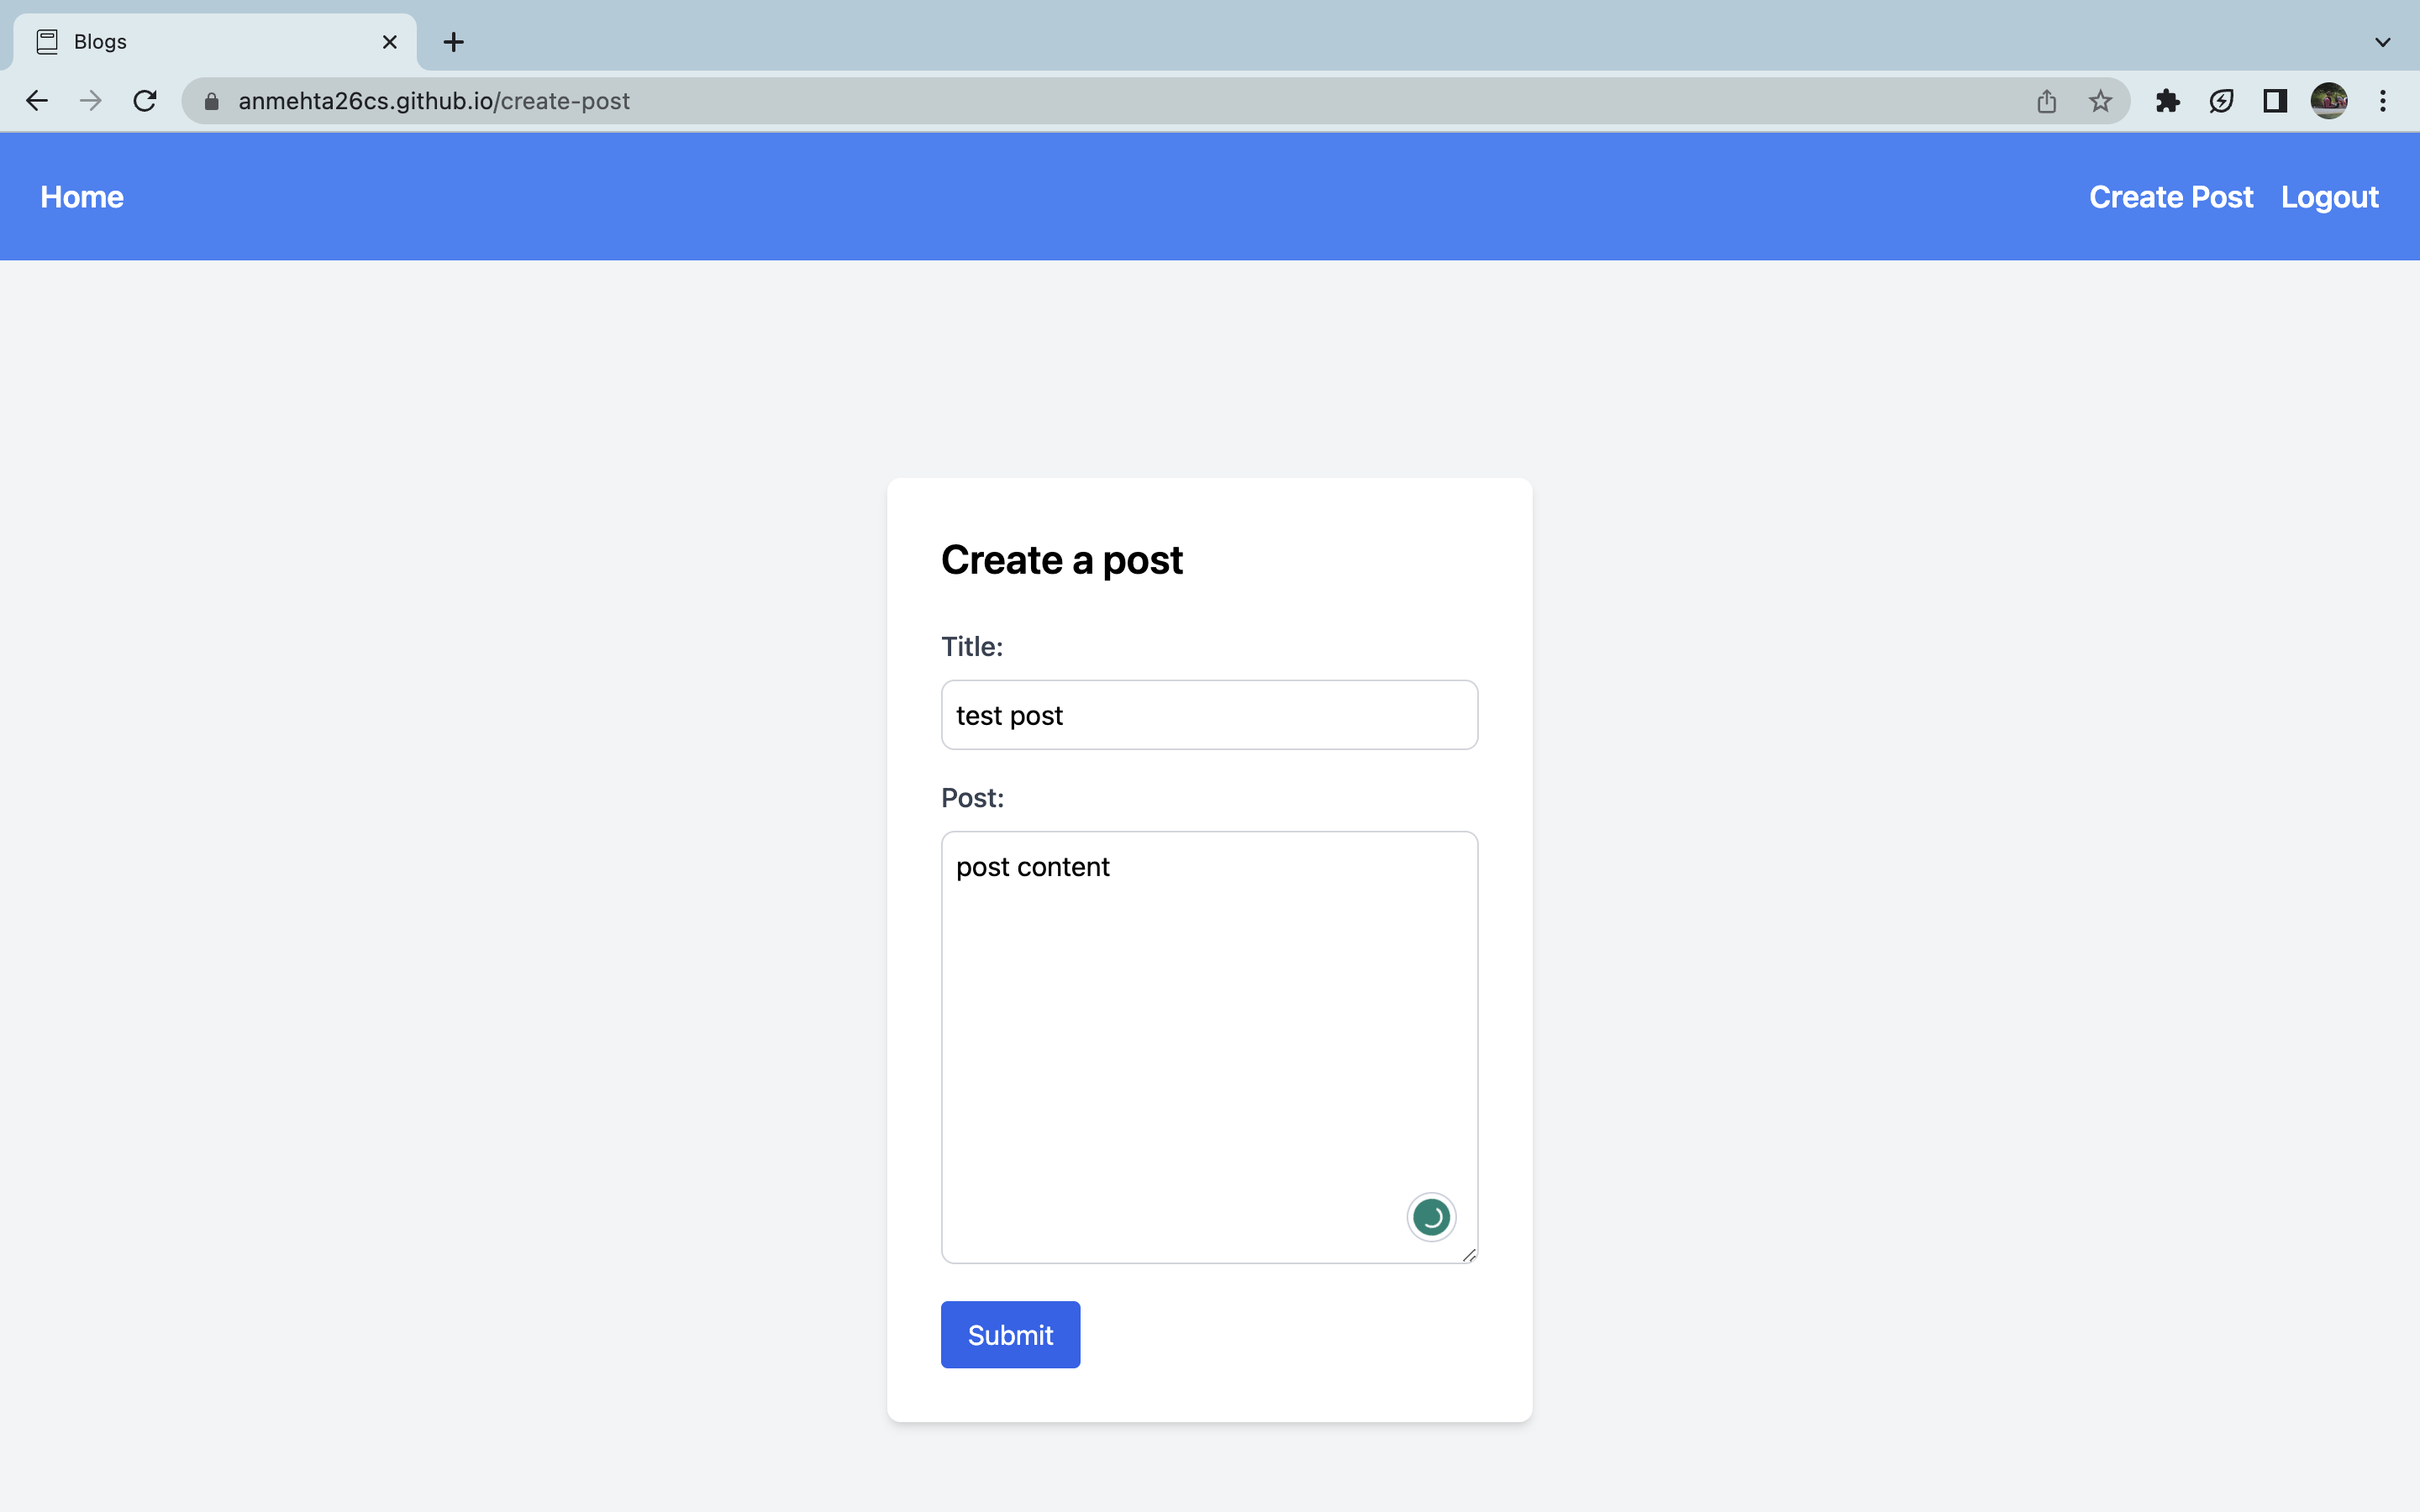 Blogs
anmehta26cs.github.io/create-post
Home
Create Post
Logout
Create a post
Title:
test post
Post:
post content
Submit